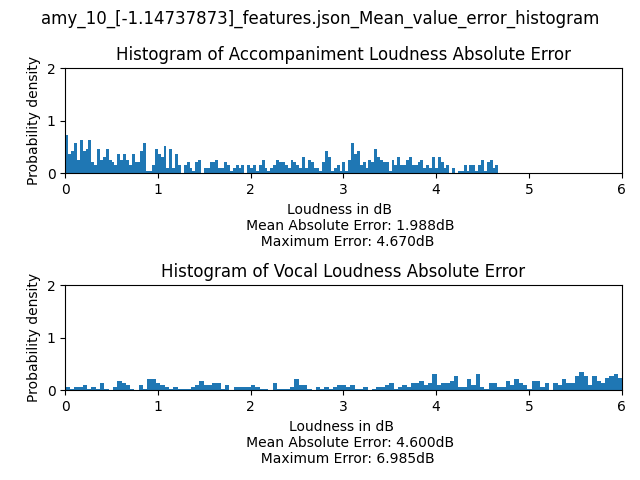 amy_10_[-1.14737873]_features.json_Mean_value_error_histogram
Histogram of Accompaniment Loudness Absolute Error
Probability density
2
1
0
0 1 2 3 4 5 6
Loudness in dB
Mean Absolute Error: 1.988dB
Maximum Error: 4.670dB
Histogram of Vocal Loudness Absolute Error
Probability density
2
1
0
0 1 2 3 4 5 6
Loudness in dB
Mean Absolute Error: 4.600dB
Maximum Error: 6.985dB